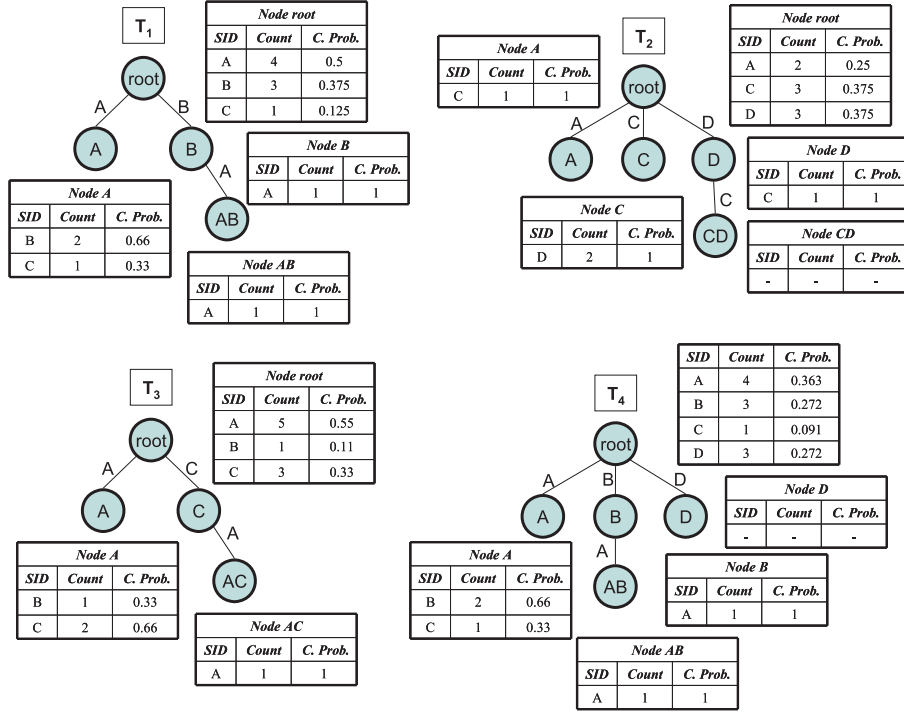 T1
Node root
SID Count C. Prob.
A 4 0.5
B 3 0.375
C 1 0.125
root
A B
A B
A
AB
Node B
SID Count C. Prob.
A 1 1
Node A
SID Count C. Prob.
B 2 0.66
C 1 0.33
Node AB
SID Count C. Prob.
A 1 1
T2
Node root
SID Count C. Prob.
A 2 0.25
C 3 0.375
D 3 0.375
Node A
SID Count C. Prob.
C 1 1
root
A C D
A C D
C
CD
Node D
SID Count C. Prob.
C 1 1
Node C
SID Count C. Prob.
D 2 1
Node CD
SID Count C. Prob.
- - -
T3
Node root
SID Count C. Prob.
A 5 0.55
B 1 0.11
C 3 0.33
root
A C
A C
A
AC
Node A
SID Count C. Prob.
B 1 0.33
C 2 0.66
Node AC
SID Count C. Prob.
A 1 1
T4
SID Count C. Prob.
A 4 0.363
B 3 0.272
C 1 0.091
D 3 0.272
root
A B D
A B D
A
AB
Node D
SID Count C. Prob.
- - -
Node A
SID Count C. Prob.
B 2 0.66
C 1 0.33
Node B
SID Count C. Prob.
A 1 1
Node AB
SID Count C. Prob.
A 1 1